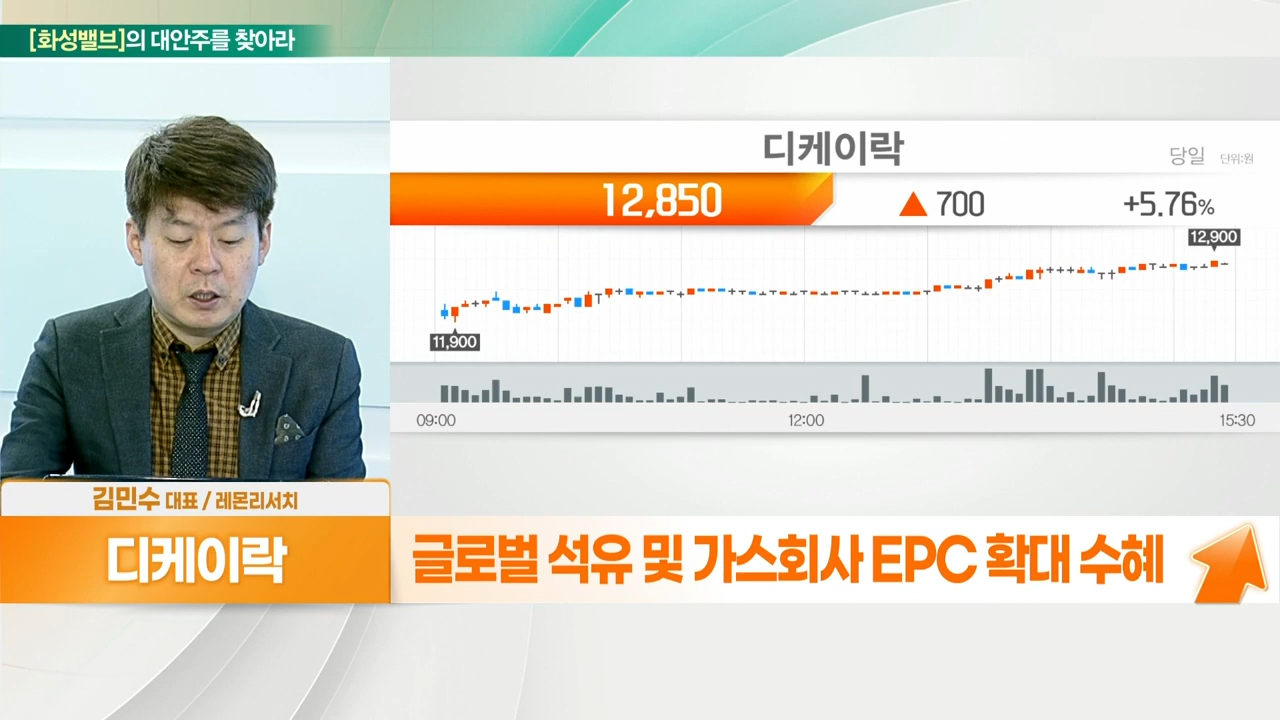 [화성밸브]의 대안주를 찾아라
디케이락
당일 단위:원
12,850 ▲ 700 +5.76%
12,900
11,900
09:00 12:00 15:30
김민수 대표 / 레몬리서치
디케이락
글로벌 석유 및 가스회사 EPC 확대 수혜